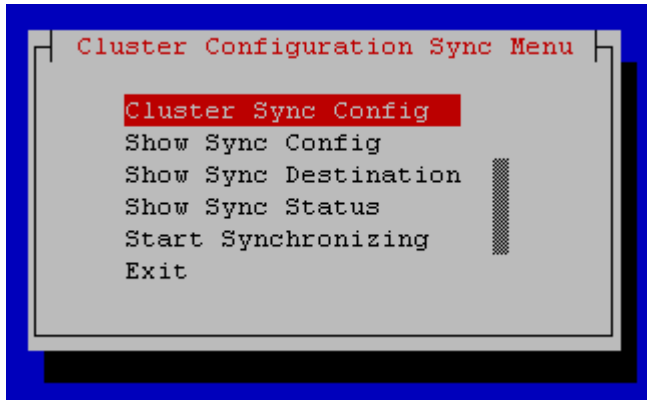 Cluster Configuration Sync Menu
Cluster Sync Config
Show Sync Config
Show Sync Destination
Show Sync Status
Start Synchronizing
Exit